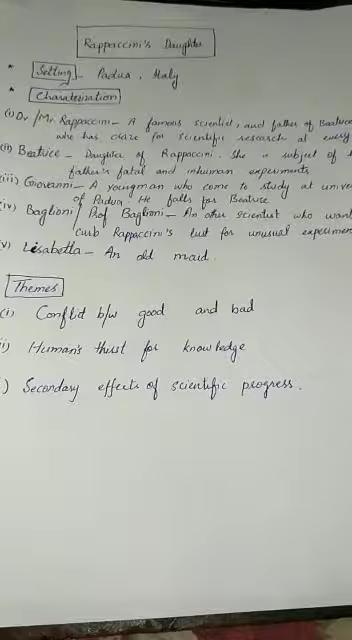 Rappaccini's Daughter
* Setting - Padua, Italy
* Charaterization
(i) Dr/Mr. Rappaccini - A famous scientist, and father of Beatrice
who has craze for scientific research at every
(ii) Beatrice - Daughter of Rappaccini. She is subject of
father's fatal and inhuman experiments
(iii) Giovanni - A youngman who come to study at unive
of Padua. He falls for Beatrice
iv) Baglioni/Prof Baglioni - An other scientist who want
curb Rappaccini's lust for unusual experimen
v) Lisabetta - An old maid.
Themes
(i) Conflict b/w good and bad
ii) Human's thirst for knowledge
) Secondary effects of scientific progress.